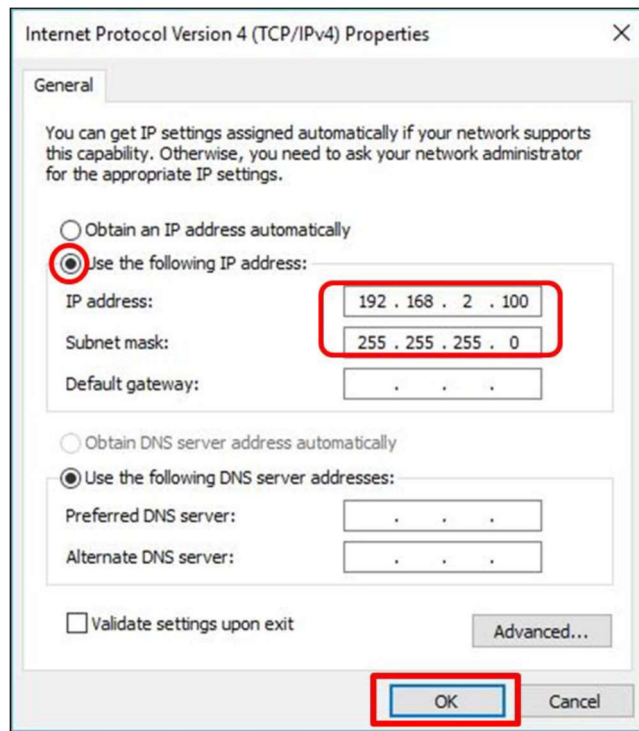 Internet Protocol Version 4 (TCP/IPv4) Properties
General
You can get IP settings assigned automatically if your network supports
this capability. Otherwise, you need to ask your network administrator
for the appropriate IP settings.
Obtain an IP address automatically
Use the following IP address:
IP address: 192 . 168 . 2 . 100
Subnet mask: 255 . 255 . 255 . 0
Default gateway: . . .
Obtain DNS server address automatically
Use the following DNS server addresses:
Preferred DNS server: . . .
Alternate DNS server: . . .
Validate settings upon exit
Advanced...
OK Cancel